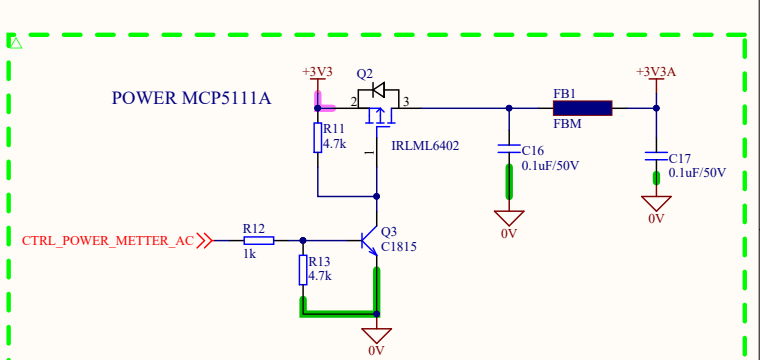 +3V3
Q2
+3V3A
POWER MCP5111A
2
3
FB1
FBM
R11
4.7k
1
IRLML6402
C16
0.1uF/50V
C17
0.1uF/50V
0V
0V
CTRL_POWER_METTER_AC
R12
1k
Q3
C1815
R13
4.7k
0V